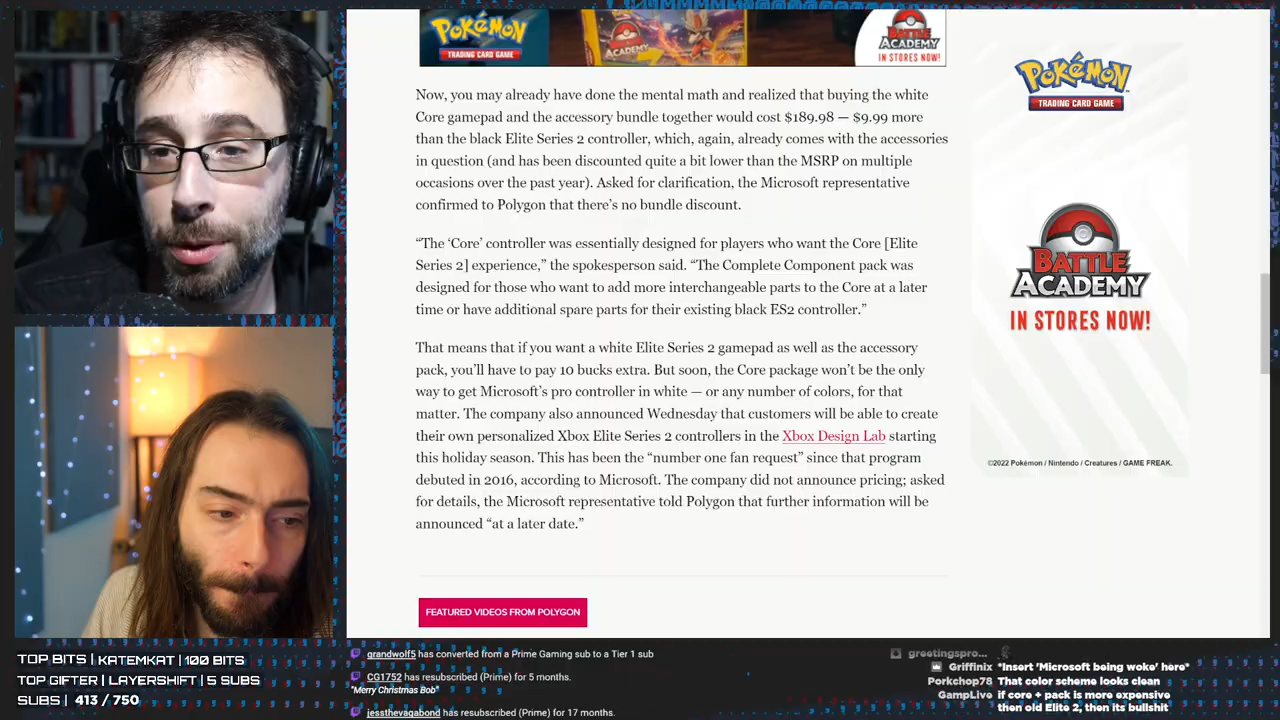 Pokémon
TRADING CARD GAME
ACADEMY
BATTLE
ACADEMY
IN STORES NOW!
Now, you may already have done the mental math and realized that buying the white
Core gamepad and the accessory bundle together would cost $189.98 — $9.99 more
than the black Elite Series 2 controller, which, again, already comes with the accessories
in question (and has been discounted quite a bit lower than the MSRP on multiple
occasions over the past year). Asked for clarification, the Microsoft representative
confirmed to Polygon that there’s no bundle discount.
“The ‘Core’ controller was essentially designed for players who want the Core [Elite
Series 2] experience,” the spokesperson said. “The Complete Component pack was
designed for those who want to add more interchangeable parts to the Core at a later
time or have additional spare parts for their existing black ES2 controller.”
That means that if you want a white Elite Series 2 gamepad as well as the accessory
pack, you’ll have to pay 10 bucks extra. But soon, the Core package won’t be the only
way to get Microsoft’s pro controller in white — or any number of colors, for that
matter. The company also announced Wednesday that customers will be able to create
their own personalized Xbox Elite Series 2 controllers in the Xbox Design Lab starting
this holiday season. This has been the “number one fan request” since that program
debuted in 2016, according to Microsoft. The company did not announce pricing; asked
for details, the Microsoft representative told Polygon that further information will be
announced “at a later date.”
FEATURED VIDEOS FROM POLYGON
Pokémon
TRADING CARD GAME
BATTLE
ACADEMY
IN STORES NOW!
©2022 Pokémon / Nintendo / Creatures / GAME FREAK.
TOP BITS | KATEMKAT | 100 BITS
TOP GIFTER | LAYERSHIFT | 5 SUBS
SUBS | 413 / 750
grandwolf5 has converted from a Prime Gaming sub to a Tier 1 sub
CG1752 has resubscribed (Prime) for 5 months.
"Merry Christmas Bob"
jessthevagabond has resubscribed (Prime) for 17 months.
greetingspro...
Griffinix *Insert 'Microsoft being woke' here*
Porkchop78 That color scheme looks clean
GampLive if core + pack is more expensive
then old Elite 2, then its bullshit